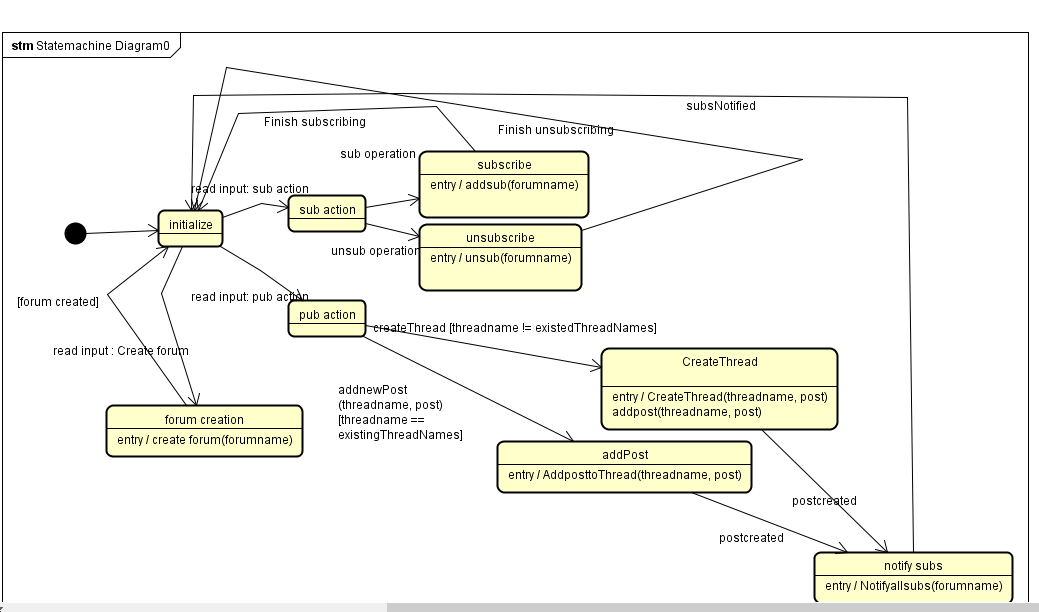 stm Statemachine Diagram0
subsNotified
Finish subscribing
Finish unsubscribing
sub operation
subscribe
entry / addsub(forumname)
read input: sub action
sub action
initialize
unsubscribe
entry / unsub(forumname)
unsub operation
[forum created]
read input: pub action
pub action
createThread [threadname != existedThreadNames]
read input : Create forum
CreateThread
entry / CreateThread(threadname, post)
addpost(threadname, post)
addnewPost
(threadname, post)
[threadname ==
existingThreadNames]
forum creation
entry / create forum(forumname)
addPost
entry / AddposttoThread(threadname, post)
postcreated
postcreated
notify subs
entry / Notifyallsubs(forumname)